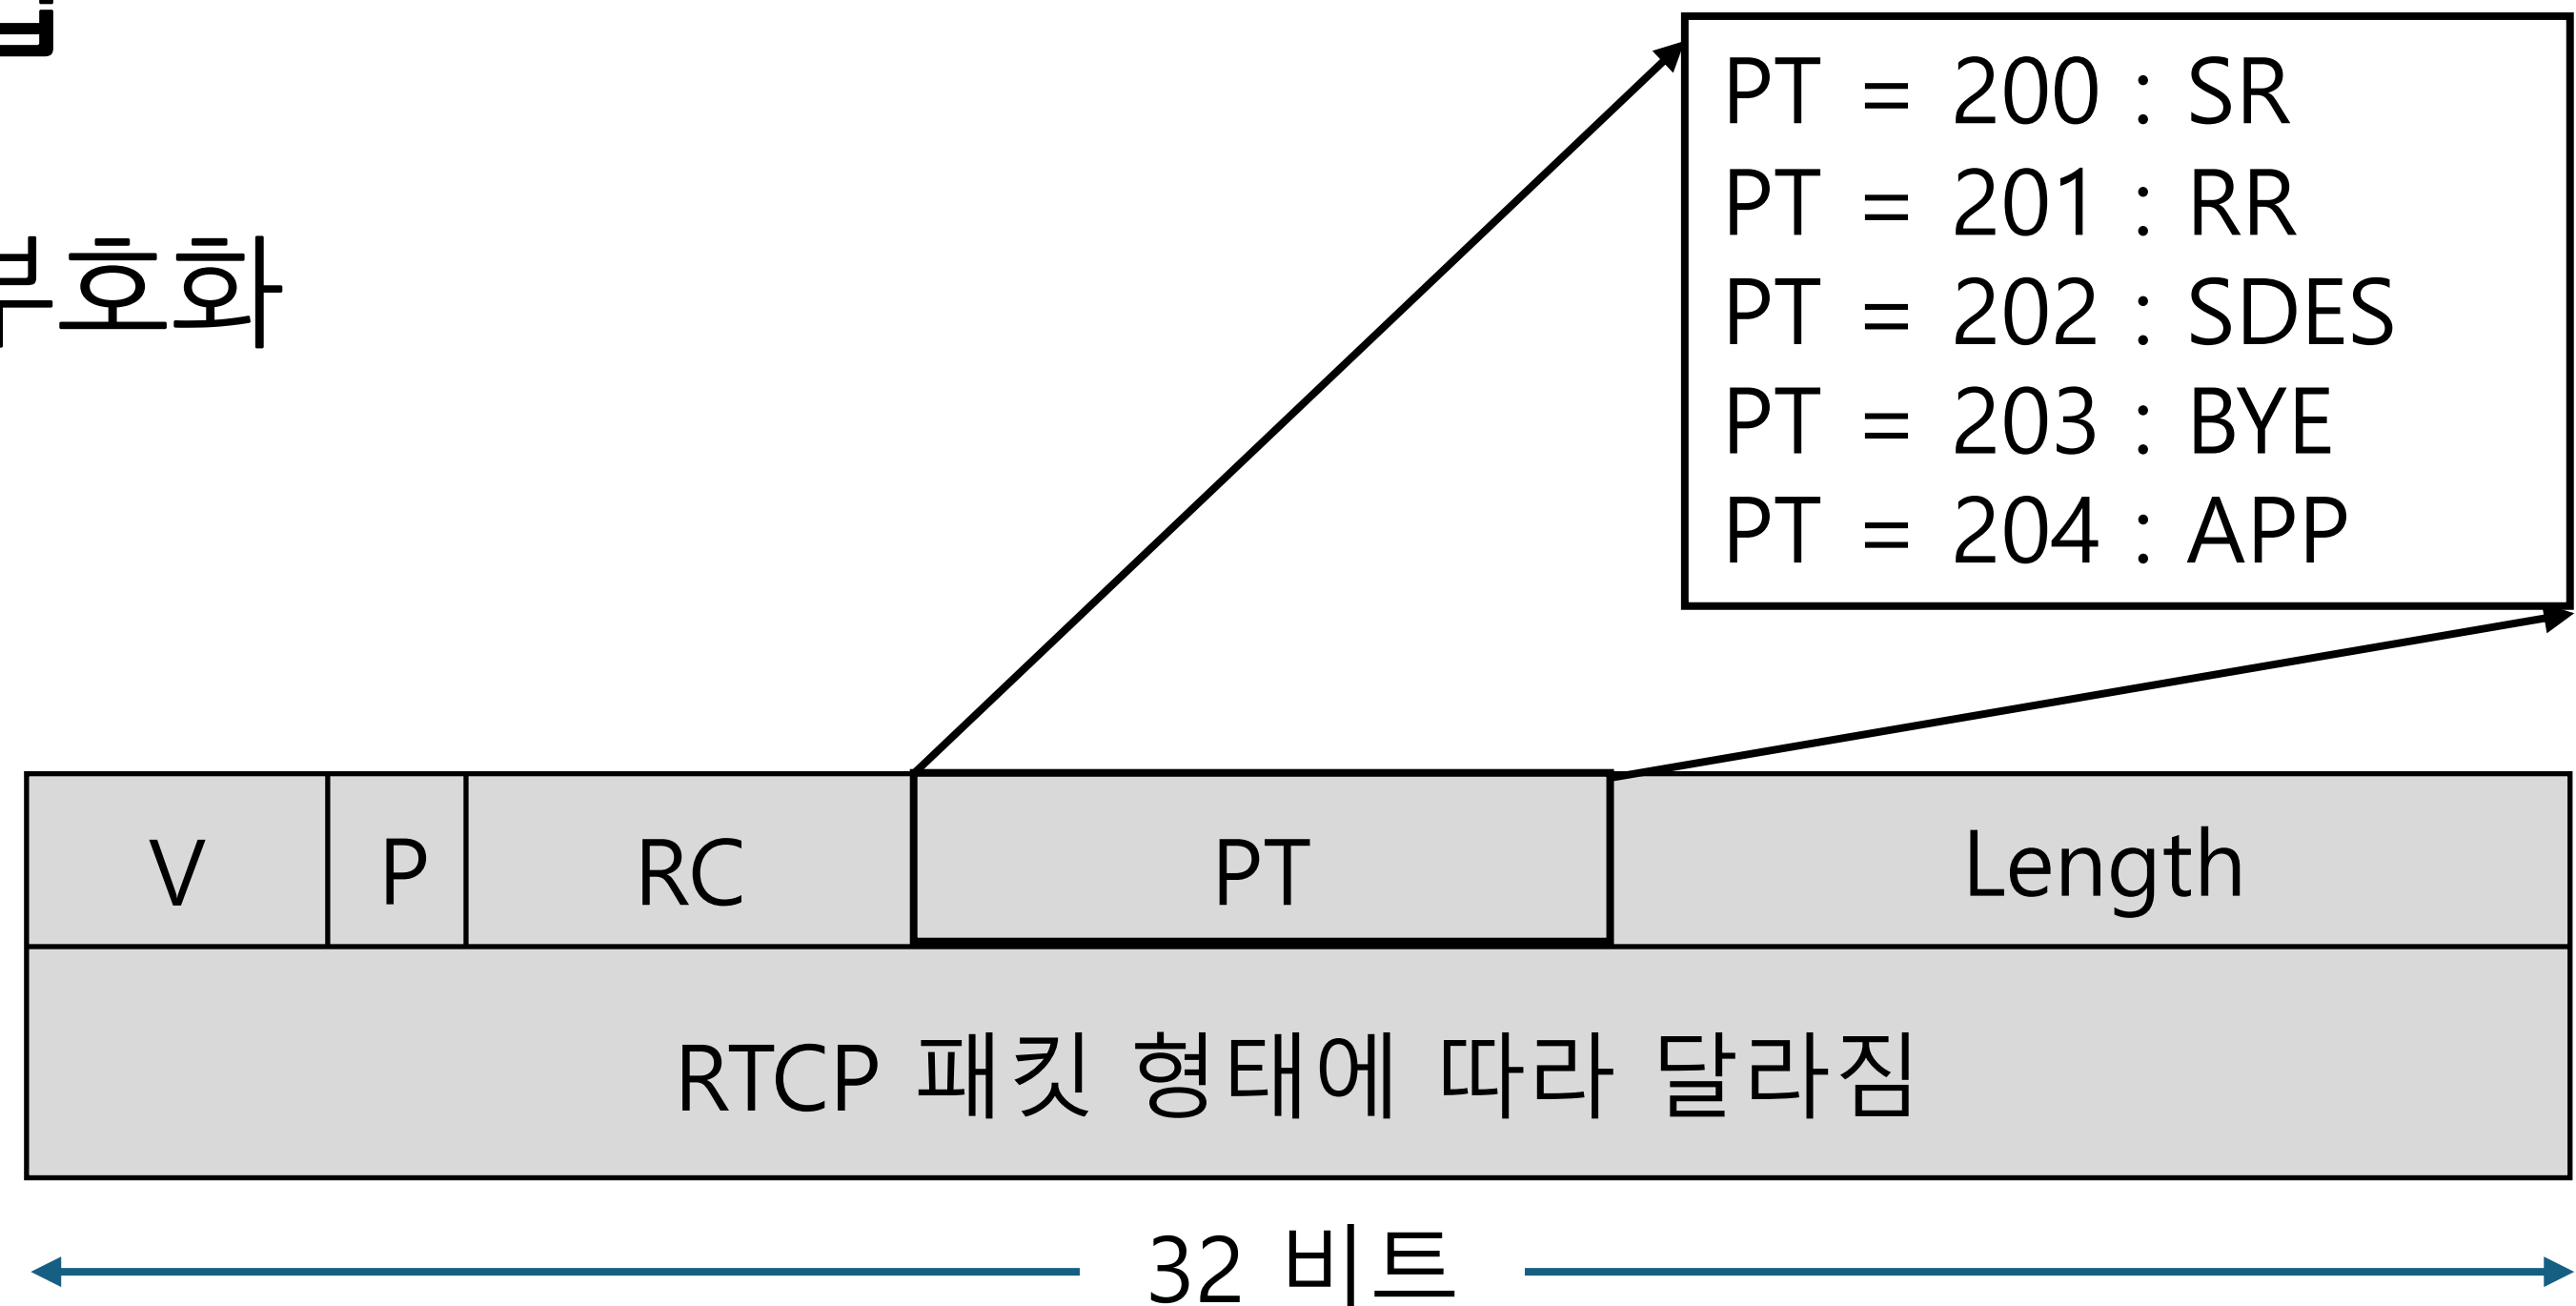 PT = 200 : SR
PT = 201 : RR
호화
PT = 202 : SDES
PT = 203 : BYE
PT = 204 : APP
V P RC PT Length
RTCP 패킷 형태에 따라 달라짐
32 비트